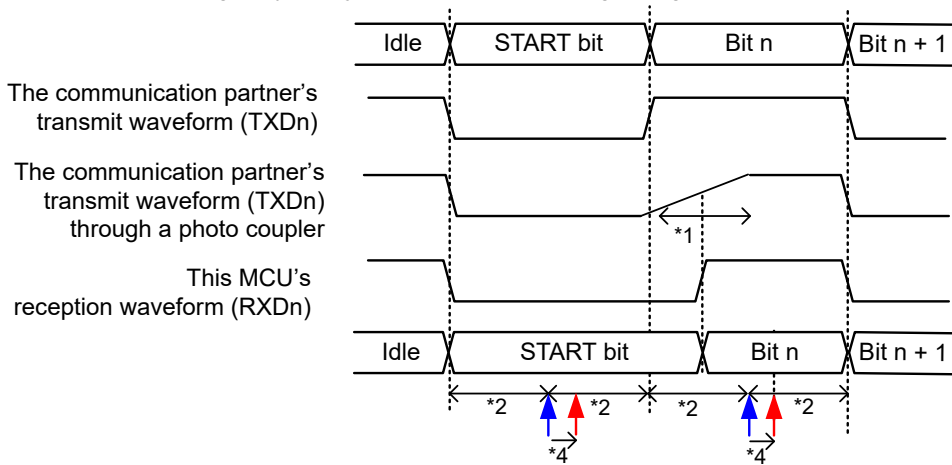 Idle START bit Bit n Bit n + 1
The communication partner's
transmit waveform (TXDn)
The communication partner's
transmit waveform (TXDn)
through a photo coupler
*1
This MCU's
reception waveform (RXDn)
Idle START bit Bit n Bit n + 1
*2 *2 *2 *2
*4 *4